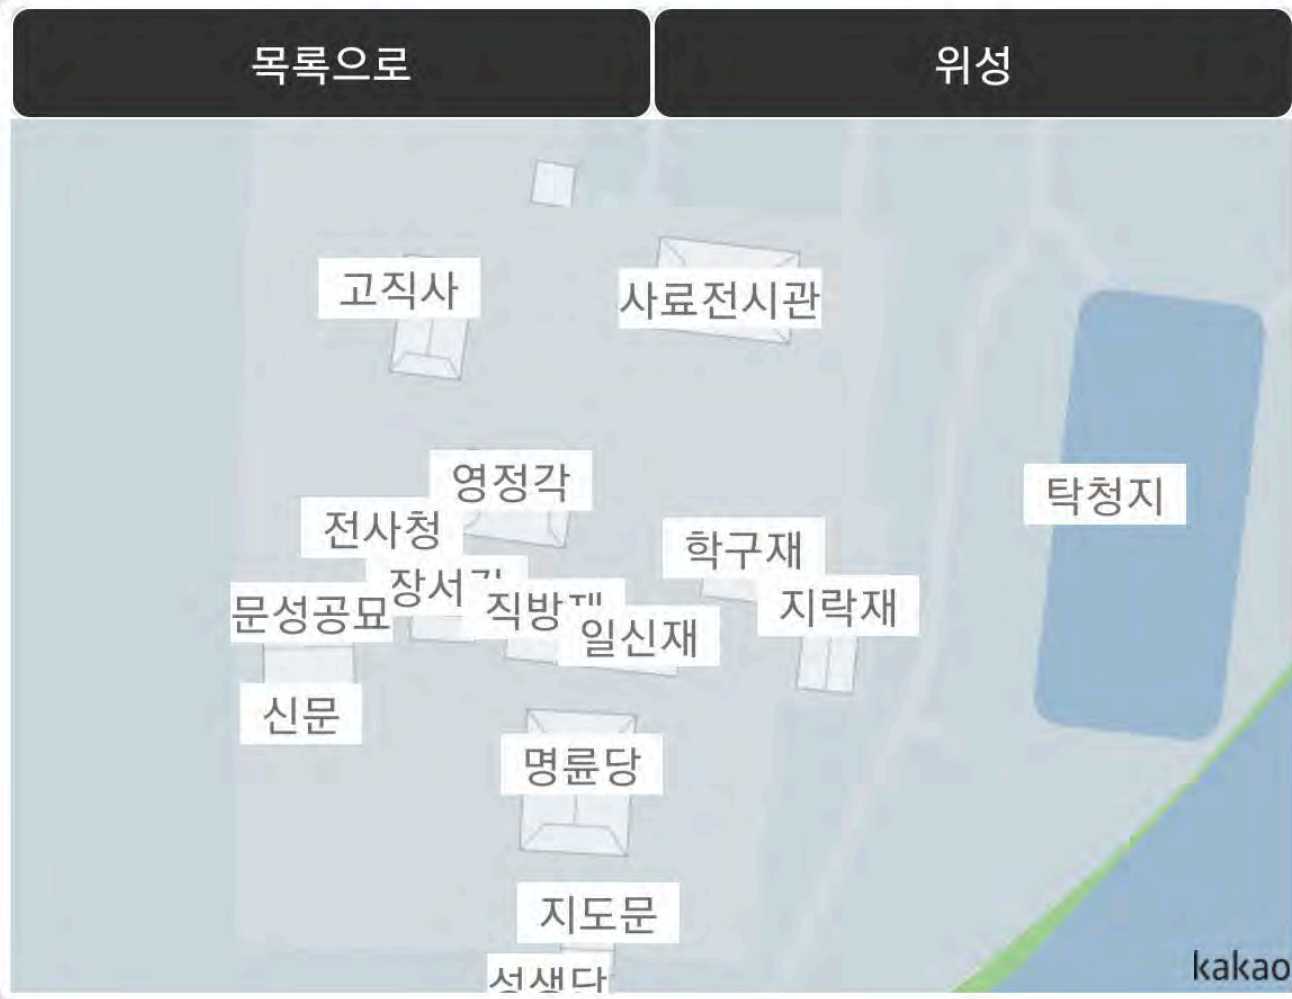 목록으로
위성
고직사
사료전시관
영정각
탁청지
전사청
학구재
문성공묘
지락재
일신재
신문
명륜당
지도문
kakao